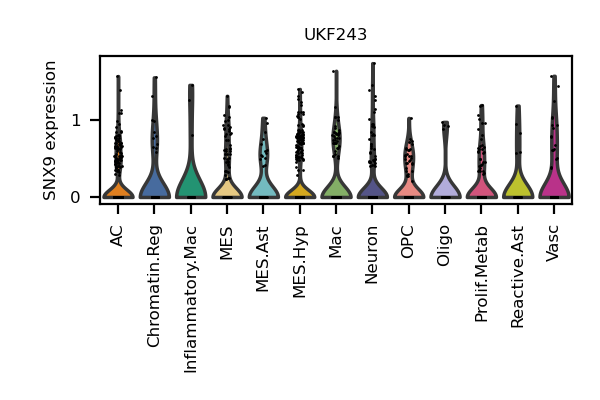 UKF243
SNX9 expression
1
0
AC
Chromatin.Reg
Inflammatory.Mac
MES
MES.Ast
MES.Hyp
Mac
Neuron
OPC
Oligo
Prolif.Metab
Reactive.Ast
Vasc